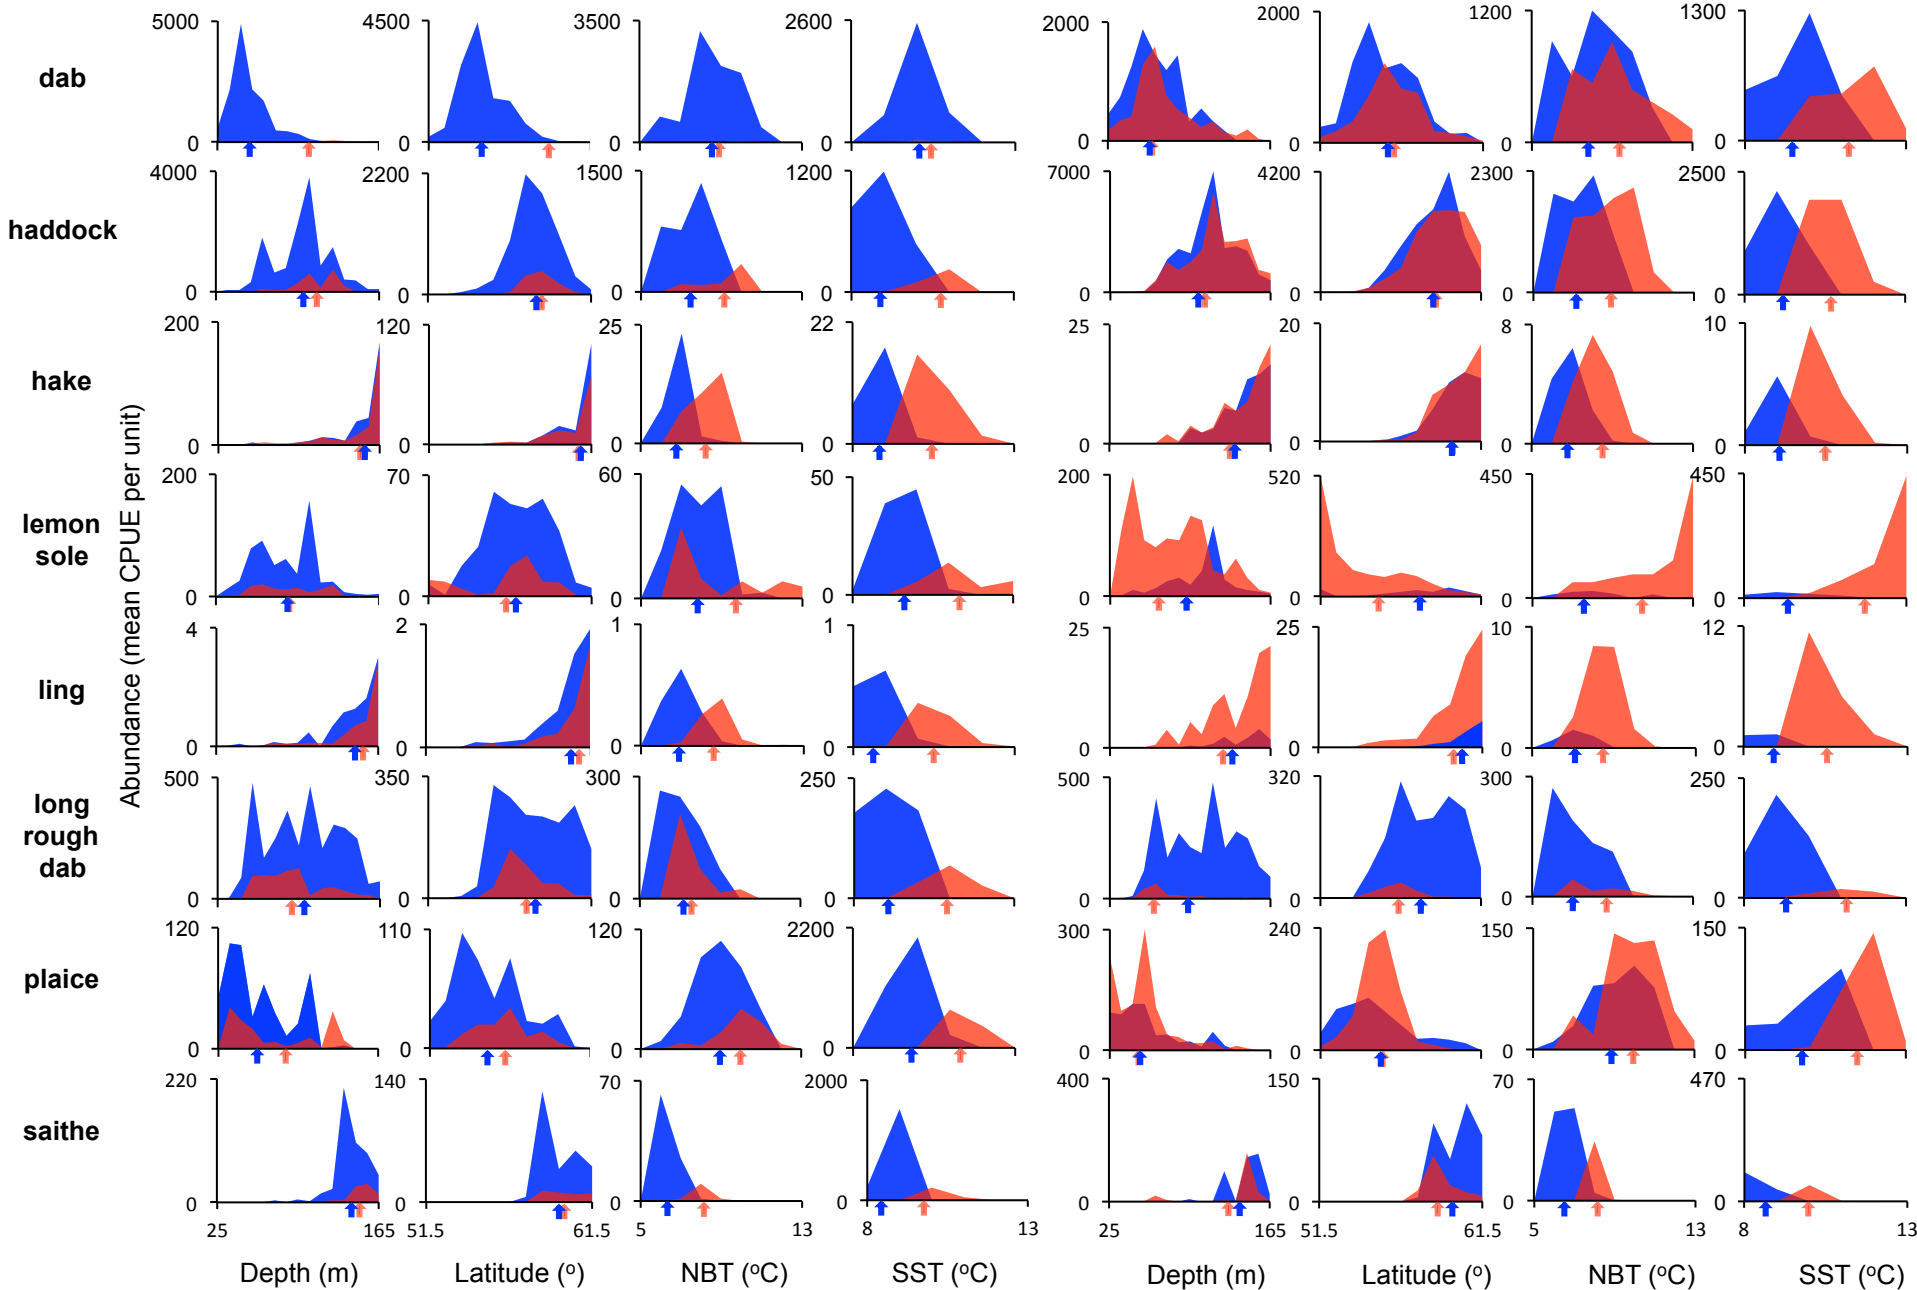 5000 4500 3500 2600 2000 2000 1200 1300
dab
0 0 0 0 0 0 0 0
4000 2200 1500 1200 7000 4200 2300 2500
haddock
0 0 0 0 0 0 0 0
200 120 25 22 25 20 8 10
hake
0 0 0 0 0 0 0 0
200 70 60 50 200 520 450 450
lemon
sole
0 0 0 0 0 0 0 0
4 2 1 1 25 25 10 12
ling
0 0 0 0 0 0 0 0
500 350 300 250 500 320 300 250
long
rough
dab
0 0 0 0 0 0 0 0
120 110 120 2200 300 240 150 150
plaice
0 0 0 0 0 0 0 0
220 140 70 2000 400 150 70 470
saithe
0 0 0 0 0 0 0 0
25 165 51.5 61.5 5 13 8 13 25 165 51.5 61.5 5 13 8 13
Depth (m) Latitude (º) NBT (ºC) SST (ºC) Depth (m) Latitude (º) NBT (ºC) SST (ºC)
Abundance (mean CPUE per unit)